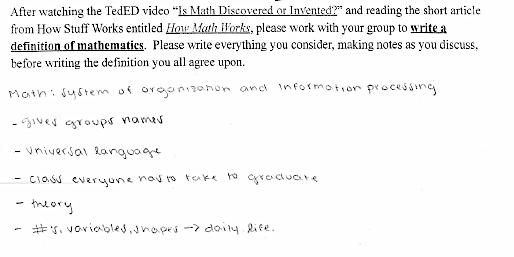 After watching the TedED video “Is Math Discovered or Invented?” and reading the short article
from How Stuff Works entitled How Math Works, please work with your group to write a
definition of mathematics. Please write everything you consider, making notes as you discuss,
before writing the definition you all agree upon.
Math: system of organization and information processing
- gives groups names
- universal language
- class everyone has to take to graduate
- theory
- #'s, variables, shapes -> daily life.